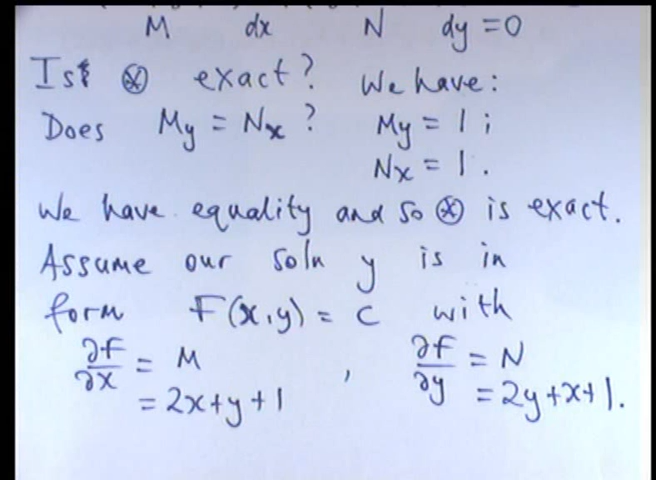 M dx N dy = 0
Is ⊛ exact? We have:
Does My = Nx? My = 1;
Nx = 1.
We have equality and so ⊛ is exact.
Assume our soln y is in
form F(x,y) = C with
∂f/∂x = M , ∂f/∂y = N
= 2x+y+1 = 2y+x+1.